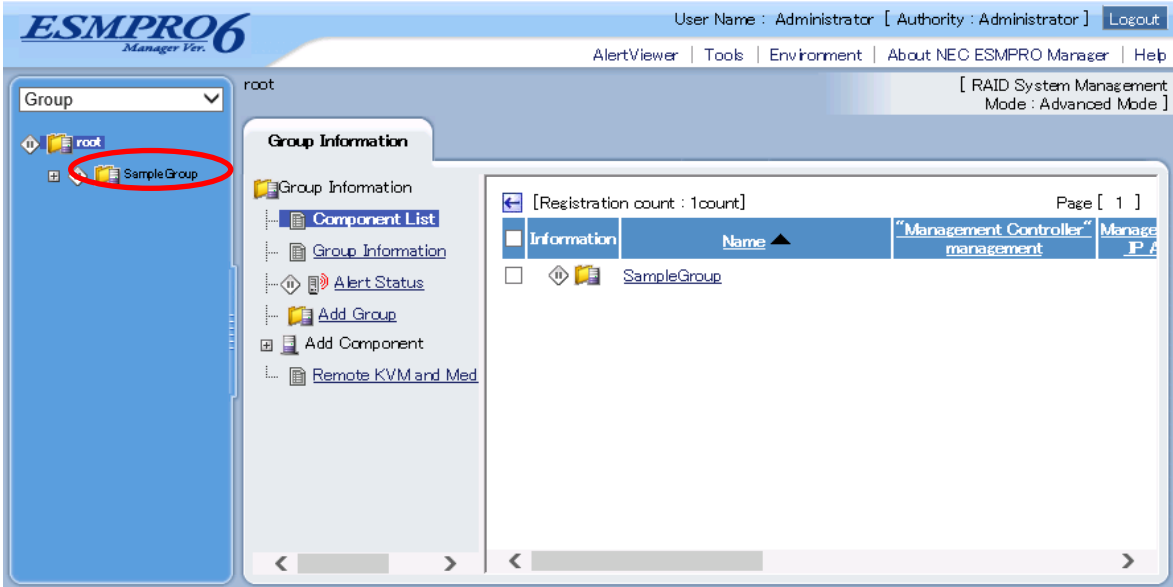 ESMPRO6
Manager Ver.
User Name : Administrator [ Authority : Administrator ] Logout
AlertViewer | Tools | Environment | About NEC ESMPRO Manager | Help
Group
root
[ RAID System Management
Mode : Advanced Mode ]
root
SampleGroup
Group Information
Group Information
Component List
Group Information
Alert Status
Add Group
Add Component
Remote KVM and Med
[Registration count : 1count]
Page [ 1 ]
Information
Name
"Management Controller"
management
Manage
IP A
SampleGroup